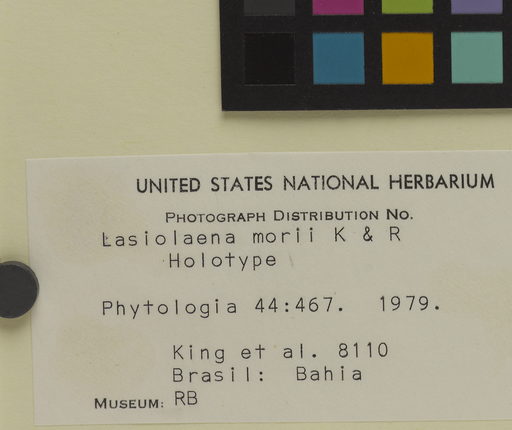 UNITED STATES NATIONAL HERBARIUM
PHOTOGRAPH DISTRIBUTION NO.
Lasiolaena morii K & R
Holotype
Phytologia 44:467. 1979.
King et al. 8110
Brasil: Bahia
MUSEUM: RB